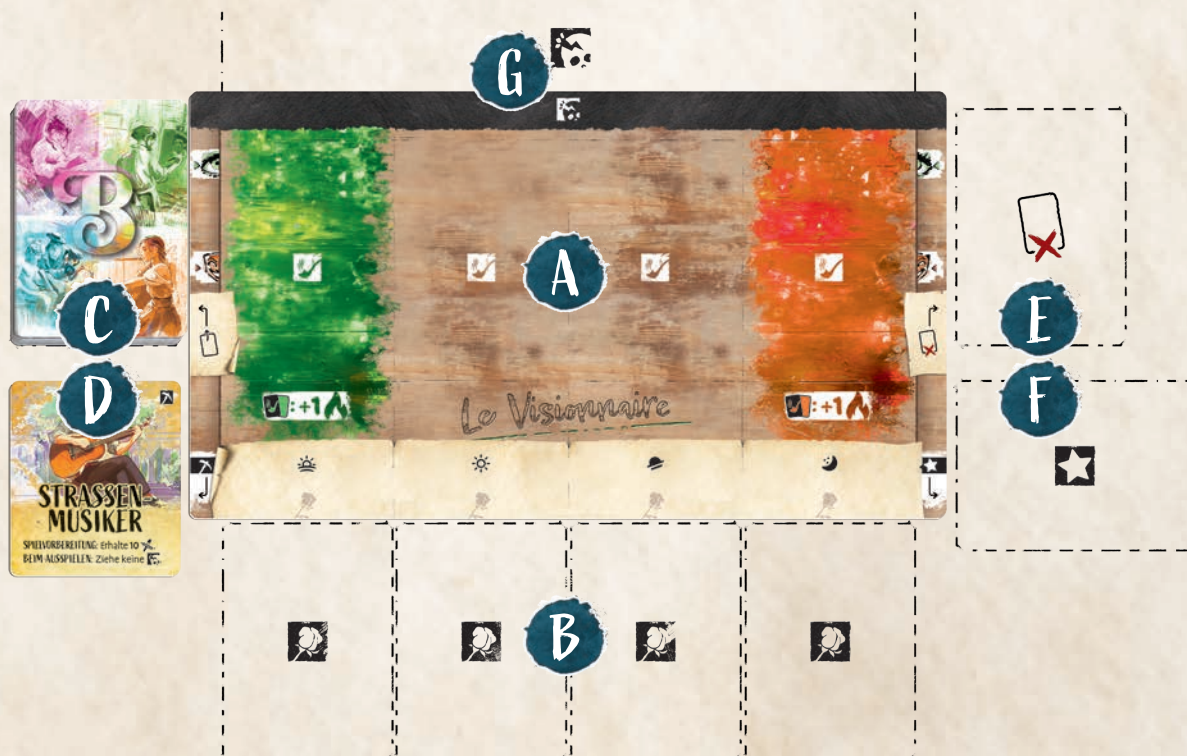 G
B
C
A
E
:+1
Le Visionnaire
:+1
D
F
STRASSEN-
MUSIKER
SPIELVORBEREITUNG: Erhalte 10
BEIM AUSSPIELEN: Ziehe keine
B